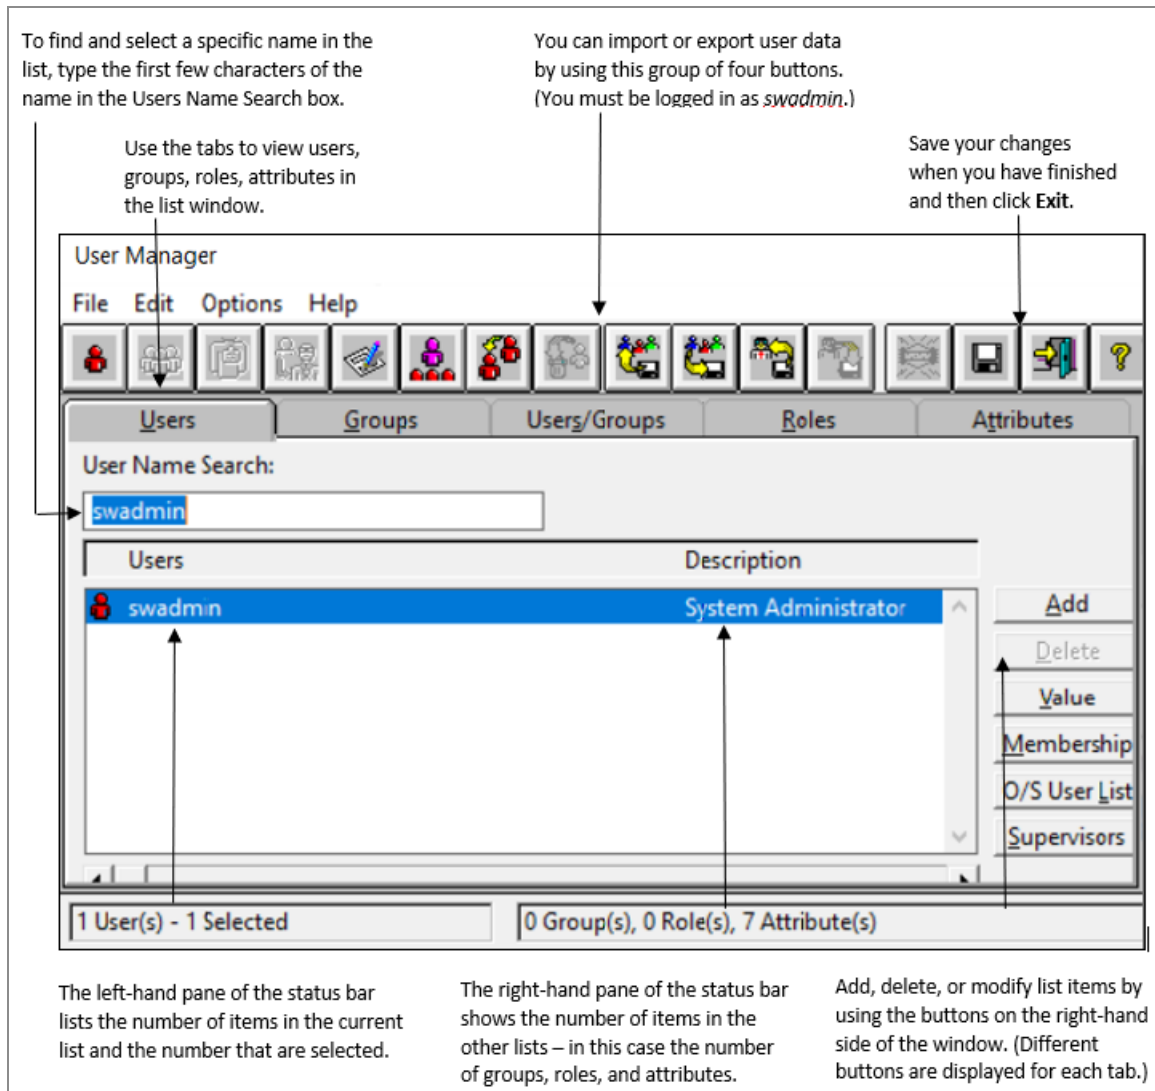 To find and select a specific name in the
list, type the first few characters of the
name in the Users Name Search box.
You can import or export user data
by using this group of four buttons.
(You must be logged in as swadmin.)
Use the tabs to view users,
groups, roles, attributes in
the list window.
Save your changes
when you have finished
and then click Exit.
User Manager
File Edit Options Help
Users Groups Users/Groups Roles Attributes
User Name Search:
swadmin
Users Description
swadmin System Administrator
Add
Delete
Value
Membership
O/S User List
Supervisors
1 User(s) - 1 Selected
0 Group(s), 0 Role(s), 7 Attribute(s)
The left-hand pane of the status bar
lists the number of items in the current
list and the number that are selected.
The right-hand pane of the status bar
shows the number of items in the
other lists – in this case the number
of groups, roles, and attributes.
Add, delete, or modify list items by
using the buttons on the right-hand
side of the window. (Different
buttons are displayed for each tab.)